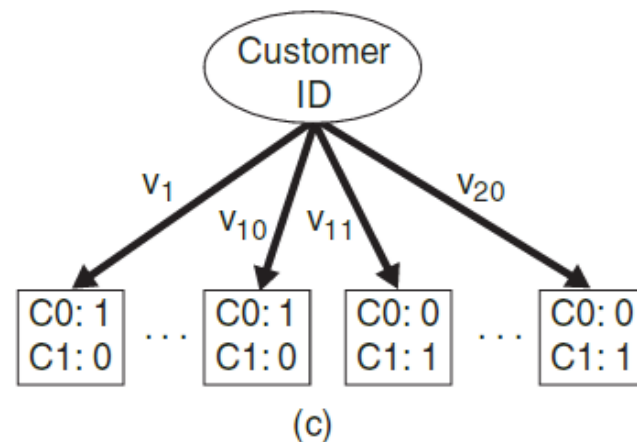 Customer
ID
v1
v10
v11
v20
C0: 1
C1: 0
...
C0: 1
C1: 0
C0: 0
C1: 1
...
C0: 0
C1: 1
(c)